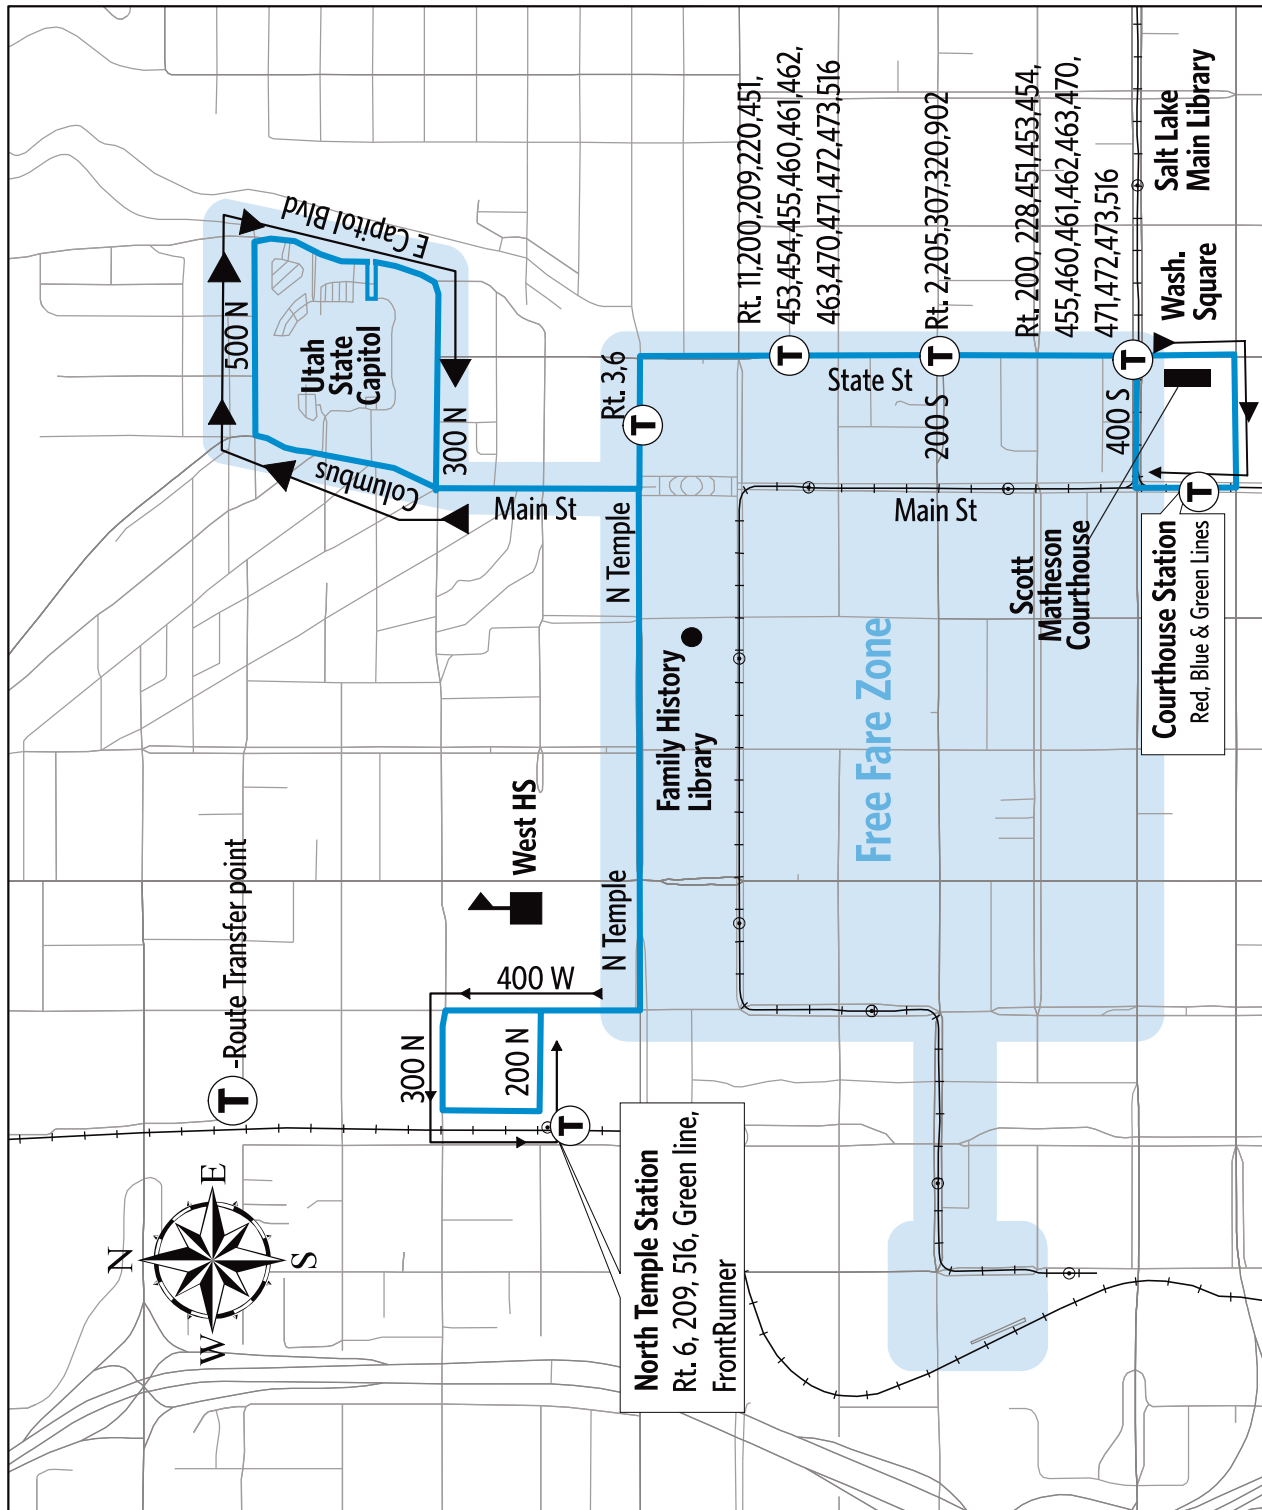 500 N
E Capitol Blvd
Utah
State
Capitol
Columbus
300 N
Main St
Rt. 3,6
T
N Temple
Rt. 11,200,209,220,451,
453,454,455,460,461,462,
463,470,471,472,473,516
T
State St
Rt. 2,205,307,320,902
T
200 S
Rt. 200, 228,451,453,454,
455,460,461,462,463,470,
471,472,473,516
T
400 S
Salt Lake
Main Library
Wash.
Square
Main St
Scott
Matheson
Courthouse
T
Courthouse Station
Red, Blue & Green Lines
Family History
Library
Free Fare Zone
West HS
N Temple
400 W
300 N
200 N
T
T
-Route Transfer point
North Temple Station
Rt. 6, 209, 516, Green line,
FrontRunner
N
E
S
W